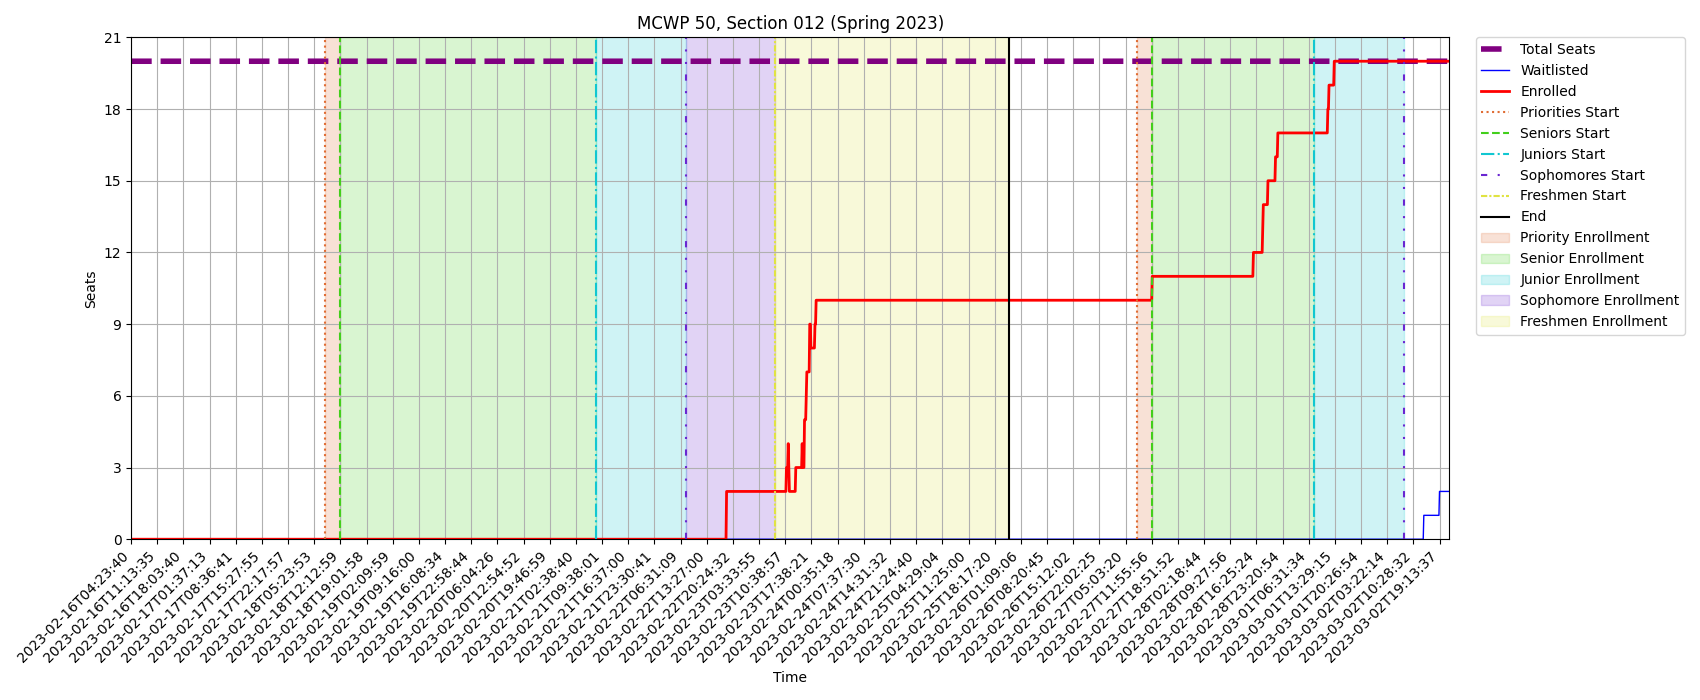 MCWP 50, Section 012 (Spring 2023)
Seats
21
18
15
12
9
6
3
0
2023-02-16T04:23:40
2023-02-16T11:13:35
2023-02-16T18:03:40
2023-02-17T01:37:13
2023-02-17T08:36:41
2023-02-17T15:27:55
2023-02-17T22:17:57
2023-02-18T05:23:53
2023-02-18T12:12:59
2023-02-18T19:01:58
2023-02-19T02:09:59
2023-02-19T09:16:00
2023-02-19T16:08:34
2023-02-19T22:58:44
2023-02-20T06:04:26
2023-02-20T12:54:52
2023-02-20T19:46:59
2023-02-21T02:38:40
2023-02-21T09:38:01
2023-02-21T16:37:00
2023-02-21T23:30:41
2023-02-22T06:31:09
2023-02-22T13:27:00
2023-02-22T20:24:32
2023-02-23T03:33:55
2023-02-23T10:38:57
2023-02-23T17:38:21
2023-02-24T00:35:18
2023-02-24T07:37:30
2023-02-24T14:31:32
2023-02-24T21:24:40
2023-02-25T04:29:04
2023-02-25T11:25:00
2023-02-25T18:17:20
2023-02-26T01:09:06
2023-02-26T08:20:45
2023-02-26T15:12:02
2023-02-26T22:02:25
2023-02-27T05:03:20
2023-02-27T11:55:56
2023-02-27T18:51:52
2023-02-28T02:18:44
2023-02-28T09:27:56
2023-02-28T16:25:24
2023-02-28T23:20:54
2023-03-01T06:31:34
2023-03-01T13:29:15
2023-03-01T20:26:54
2023-03-02T03:22:14
2023-03-02T10:28:32
2023-03-02T19:13:37
Time
Total Seats
Waitlisted
Enrolled
Priorities Start
Seniors Start
Juniors Start
Sophomores Start
Freshmen Start
End
Priority Enrollment
Senior Enrollment
Junior Enrollment
Sophomore Enrollment
Freshmen Enrollment